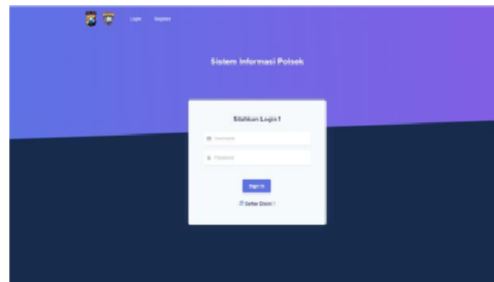 Login Register
Sistem Informasi Polsek
Silahkan Login !
Username
Password
Sign in
Daftar Disini !